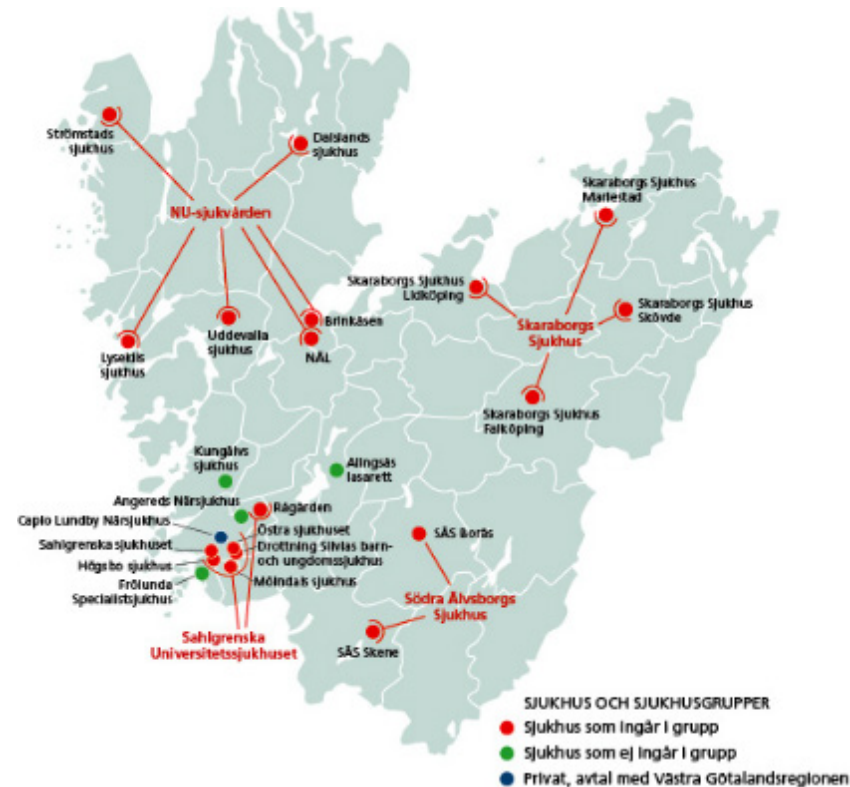 Strömstads
sjukhus
Dalslands
sjukhus
NU-sjukvården
Skaraborgs Sjukhus
Mariestad
Skaraborgs Sjukhus
Lidköping
Skaraborgs
Sjukhus
Skaraborgs Sjukhus
Skövde
Brinkåsen
NÄL
Uddevalla
sjukhus
Lysekils
sjukhus
Skaraborgs Sjukhus
Falköping
Kungälvs
sjukhus
Alingsås
lasarett
Angereds Närsjukhus
Rågården
Capio Lundby Närsjukhus
Östra sjukhuset
Sahlgrenska sjukhuset
Drottning Silvias barn-
och ungdomssjukhus
Högsbo sjukhus
Mölndals sjukhus
Frölunda
Specialistsjukhus
SÄS Borås
Södra Älvsborgs
Sjukhus
SÄS Skene
Sahlgrenska
Universitetssjukhuset
SJUKHUS OCH SJUKHUSGRUPPER
Sjukhus som ingår i grupp
Sjukhus som ej ingår i grupp
Privat, avtal med Västra Götalandsregionen